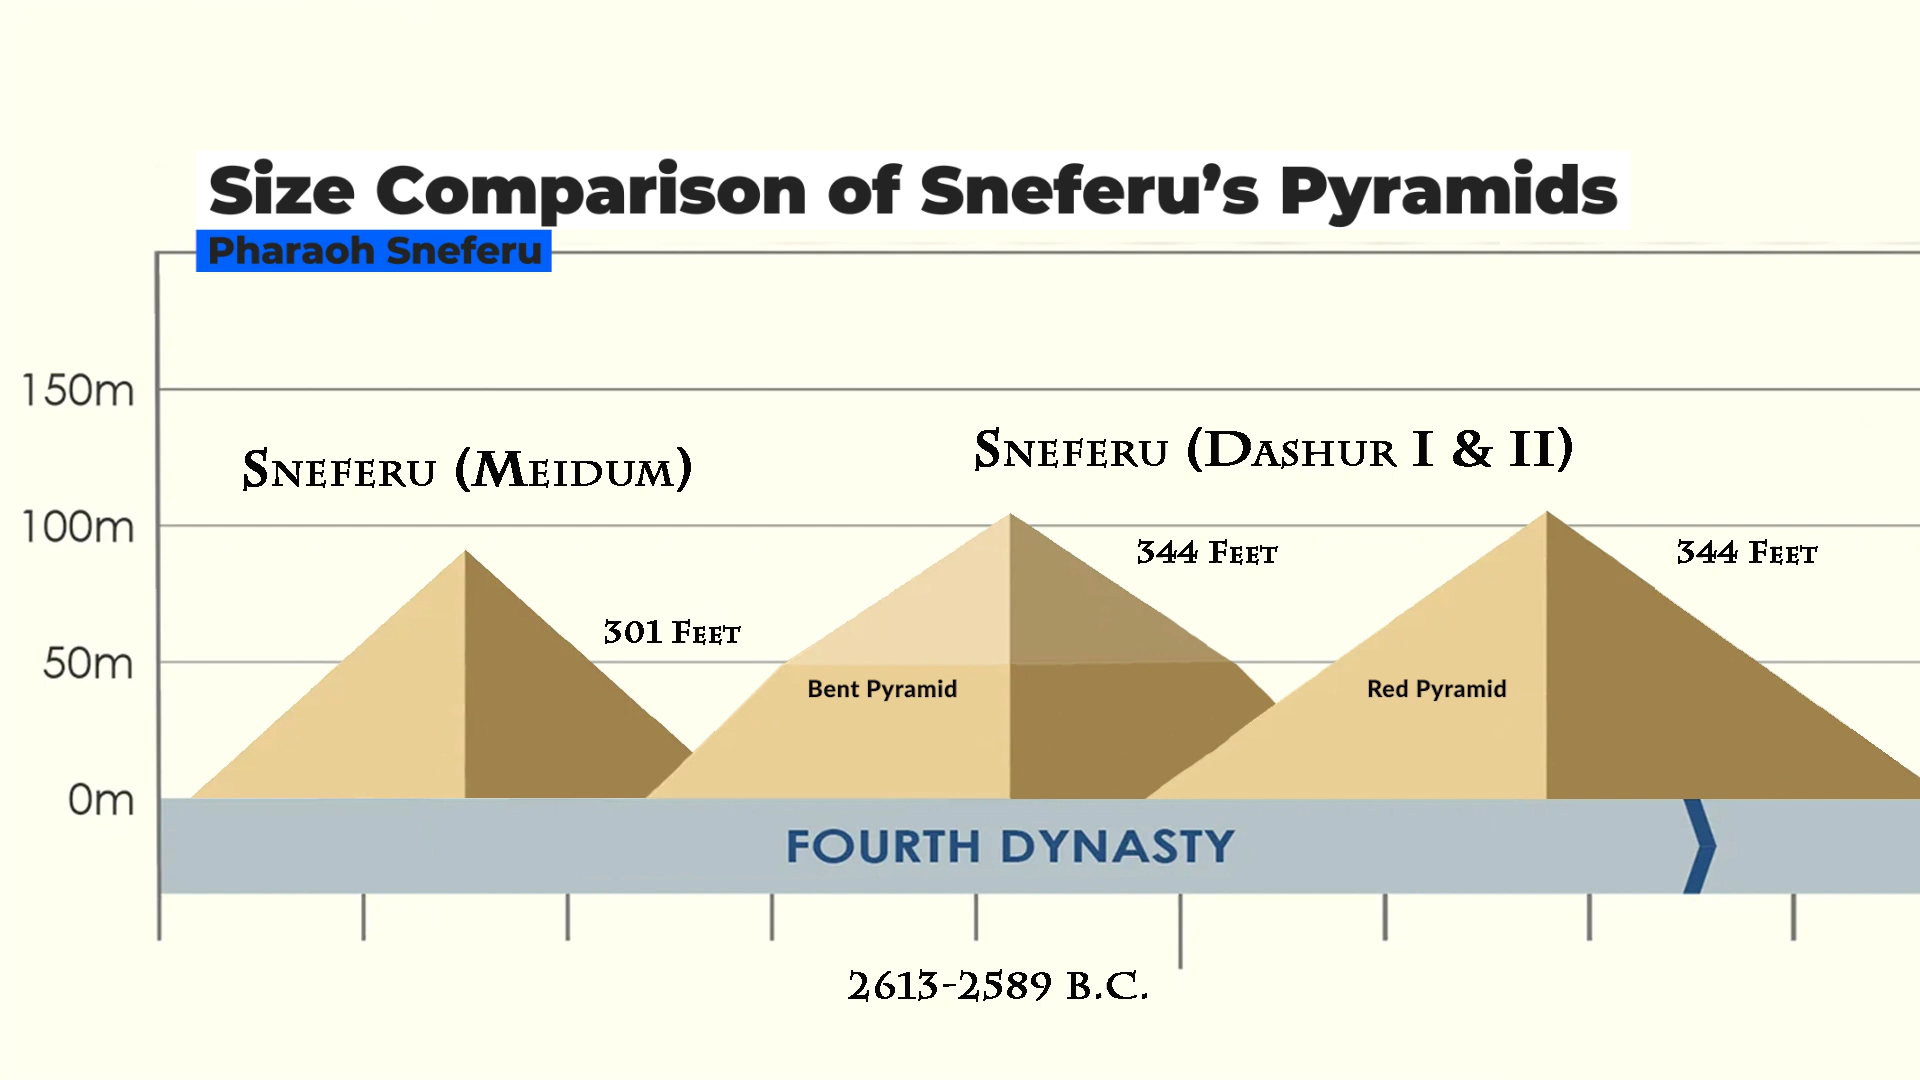 Size Comparison of Sneferu’s Pyramids
Pharaoh Sneferu
150m
Sneferu (Dashur I & II)
Sneferu (Meidum)
100m
344 Feet
344 Feet
301 Feet
50m
Bent Pyramid
Red Pyramid
0m
FOURTH DYNASTY
2613-2589 B.C.